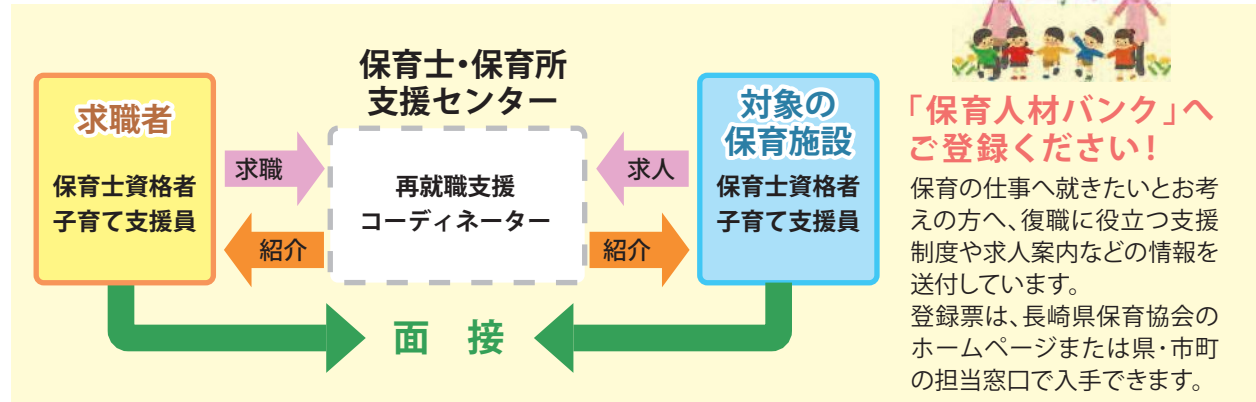 保育士・保育所
支援センター
求職者
保育士資格者
子育て支援員
求職
紹介
再就職支援
コーディネーター
求人
紹介
対象の
保育施設
保育士資格者
子育て支援員
面 接
「保育人材バンク」へ
ご登録ください!
保育の仕事へ就きたいとお考
えの方へ、復職に役立つ支援
制度や求人案内などの情報を
送付しています。
登録票は、長崎県保育協会の
ホームページまたは県・市町
の担当窓口で入手できます。